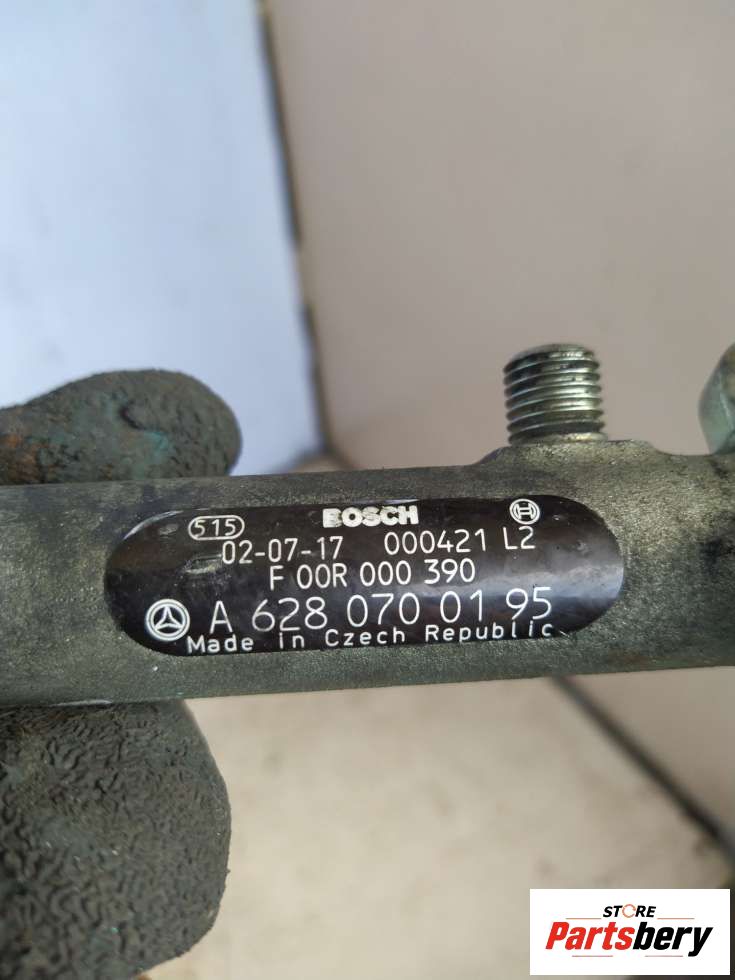 BOSCH
515
02-07-17 000421 L2
F 00R 000 390
A 628 070 01 95
Made in Czech Republic
STORE
Partsbery